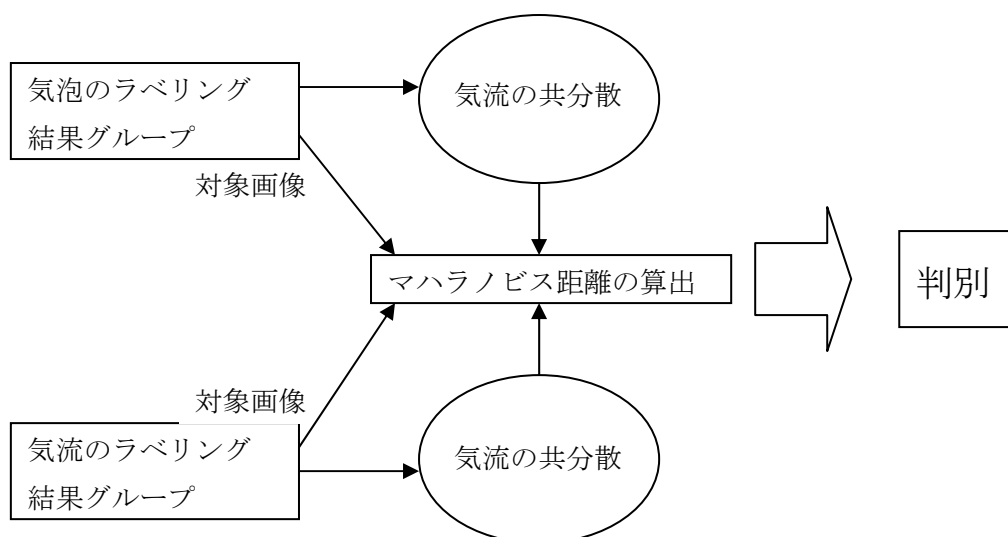 気泡のラベリング
結果グループ
気流の共分散
対象画像
マハラノビス距離の算出
判別
対象画像
気流のラベリング
結果グループ
気流の共分散